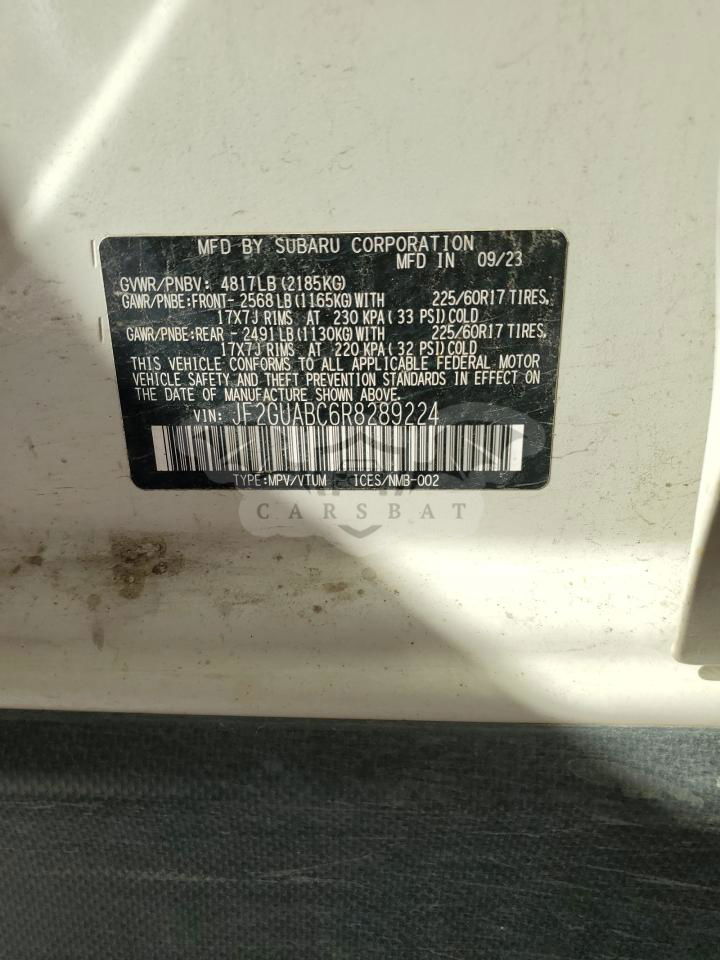 MFD BY SUBARU CORPORATION
MFD IN 09/23
GVWR/PNBV: 4817LB (2185KG)
GAWR/PNBE:FRONT- 2568 LB (1165KG) WITH 225/60R17 TIRES,
17X7J RIMS AT 230 KPA ( 33 PSI) COLD
GAWR/PNBE:REAR - 2491 LB (1130KG) WITH 225/60R17 TIRES,
17X7J RIMS AT 220 KPA ( 32 PSI) COLD
THIS VEHICLE CONFORMS TO ALL APPLICABLE FEDERAL MOTOR
VEHICLE SAFETY AND THEFT PREVENTION STANDARDS IN EFFECT ON
THE DATE OF MANUFACTURE SHOWN ABOVE.
VIN: JF2GUABC6R8289224
TYPE:MPV/VTUM ICES/NMB-002
CARSBAT